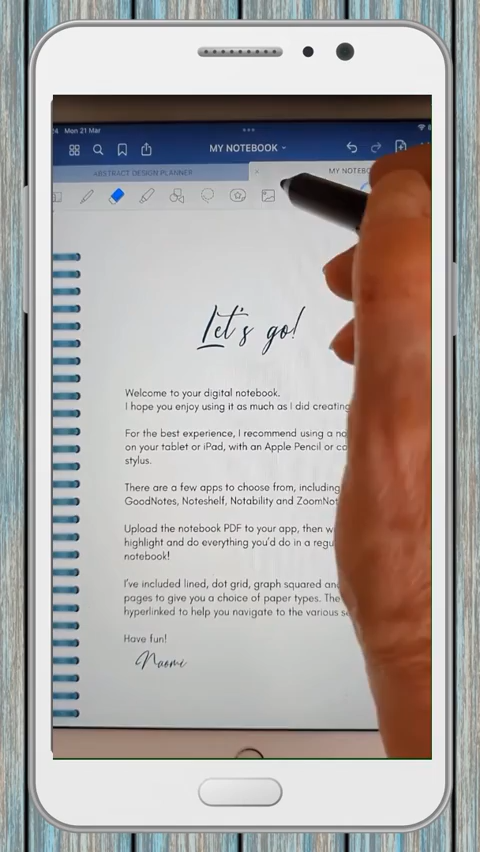 Mon 21 Mar
MY NOTEBOOK
ABSTRACT DESIGN PLANNER
MY
Let's go!
Welcome to your digital notebook.
I hope you enjoy using it as much as I did creating
For the best experience, I recommend using a
on your tablet or iPad, with an Apple Pencil or
stylus.
There are a few apps to choose from, including
GoodNotes, Noteshelf, Notability and
Upload the notebook PDF to your app, then
highlight and do everything you'd do in a
notebook!
I've included lined, dot grid, graph squared
pages to give you a choice of paper types. The
hyperlinked to help you navigate to the various
Have fun!
Naomi